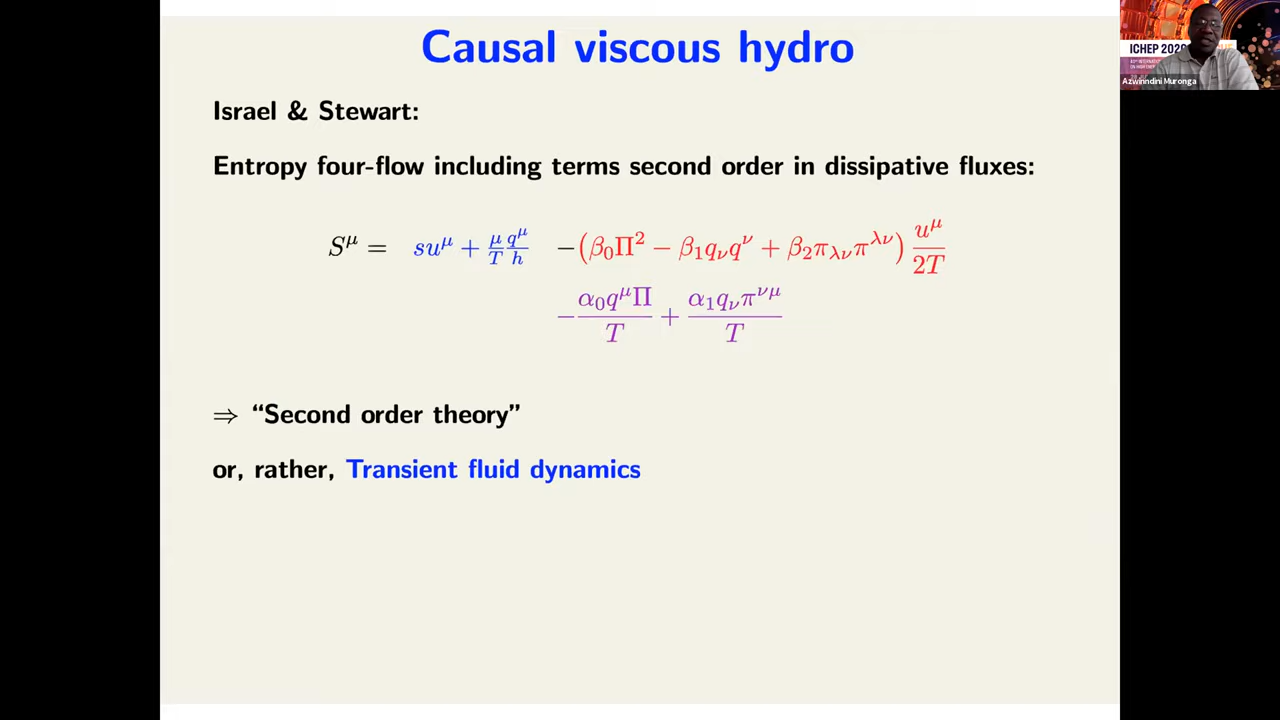 Causal viscous hydro
Israel & Stewart:
Entropy four-flow including terms second order in dissipative fluxes:
S^μ = su^μ + μ/T q^μ/h −(β₀Π² − β₁q_νq^ν + β₂π_λνπ^λν) u^μ/2T
−α₀q^μΠ/T + α₁q_νπ^νμ/T
⇒ “Second order theory”
or, rather, Transient fluid dynamics
ICHEP 202
Azwinndini Muronga